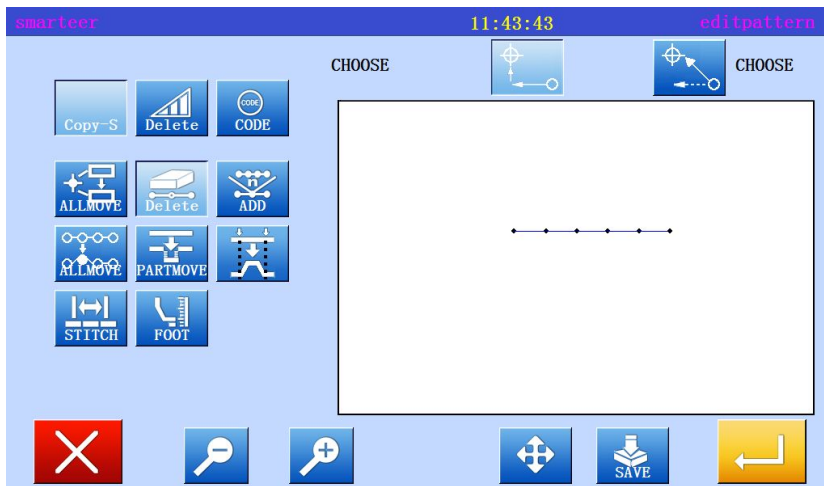 smarteer 11:43:43 editpattern
CHOOSE CHOOSE
Copy-S Delete CODE CODE
ALLMOVE Delete n ADD
ALLMOVE PARTMOVE
STITCH FOOT
SAVE